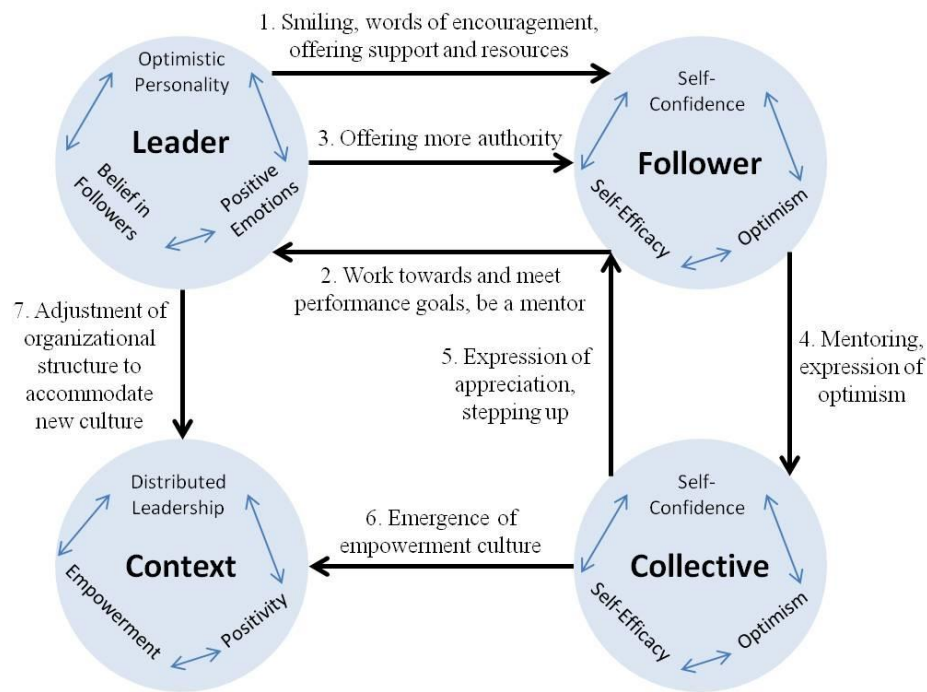 1. Smiling, words of encouragement,
offering support and resources
Optimistic
Personality
Leader
Belief in
Followers
Positive
Emotions
3. Offering more authority
Self-
Confidence
Follower
Self-Efficacy
Optimism
2. Work towards and meet
performance goals, be a mentor
7. Adjustment of
organizational
structure to
accommodate
new culture
5. Expression of
appreciation,
stepping up
4. Mentoring,
expression of
optimism
Distributed
Leadership
Context
Empowerment
Positivity
6. Emergence of
empowerment culture
Self-
Confidence
Collective
Self-Efficacy
Optimism